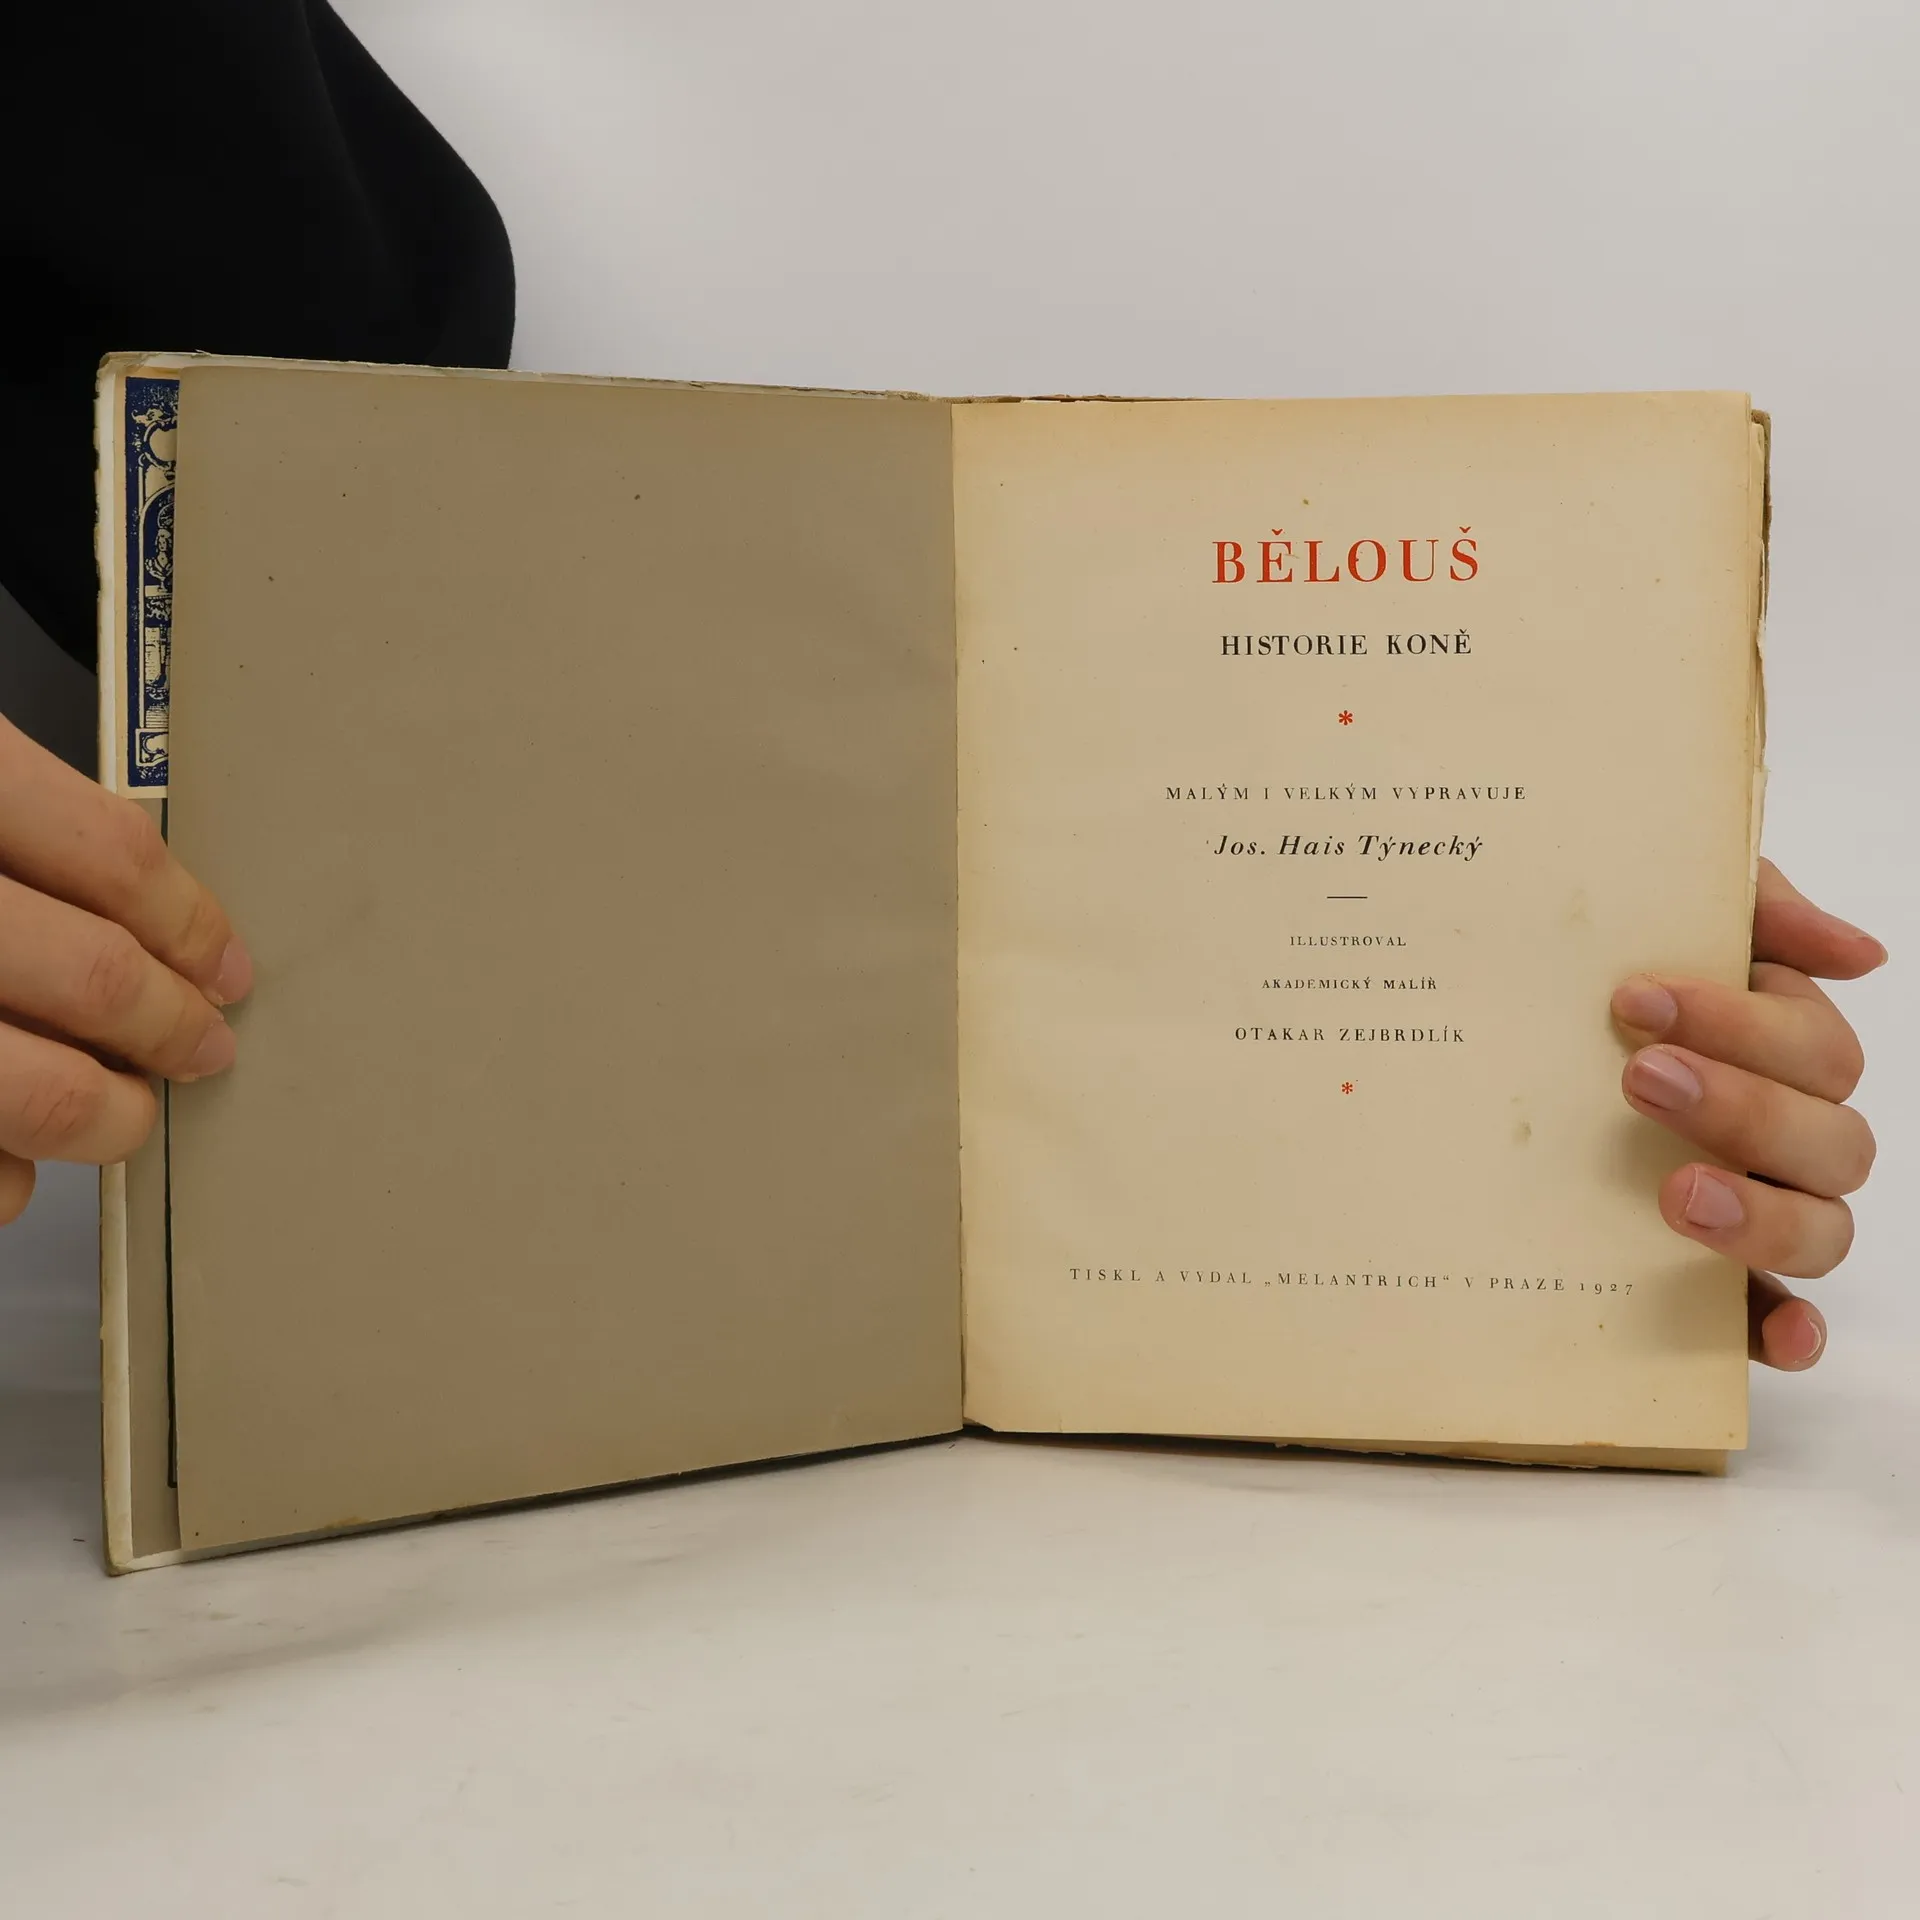 BĚLOUŠ
HISTORIE KONĚ
*
MALÝM I VELKÝM VYPRAVUJE
Jos. Hais Týnecký
ILLUSTROVAL
AKADEMICKÝ MALÍŘ
OTAKAR ZEJBRDLÍK
*
TISKL A VYDAL „MELANTRICH“ V PRAZE 1927